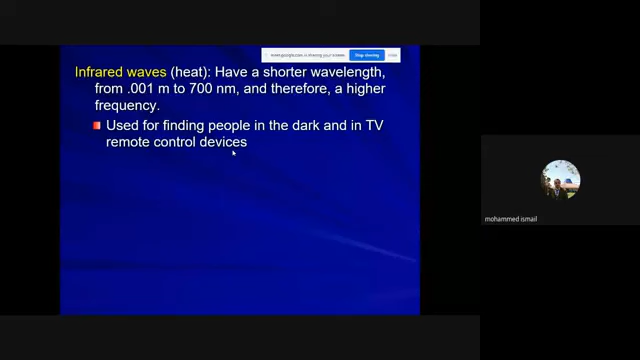 Stop sharing
Infrared waves (heat): Have a shorter wavelength,
from .001 m to 700 nm, and therefore, a higher
frequency.
Used for finding people in the dark and in TV
remote control devices
mohammed ismail